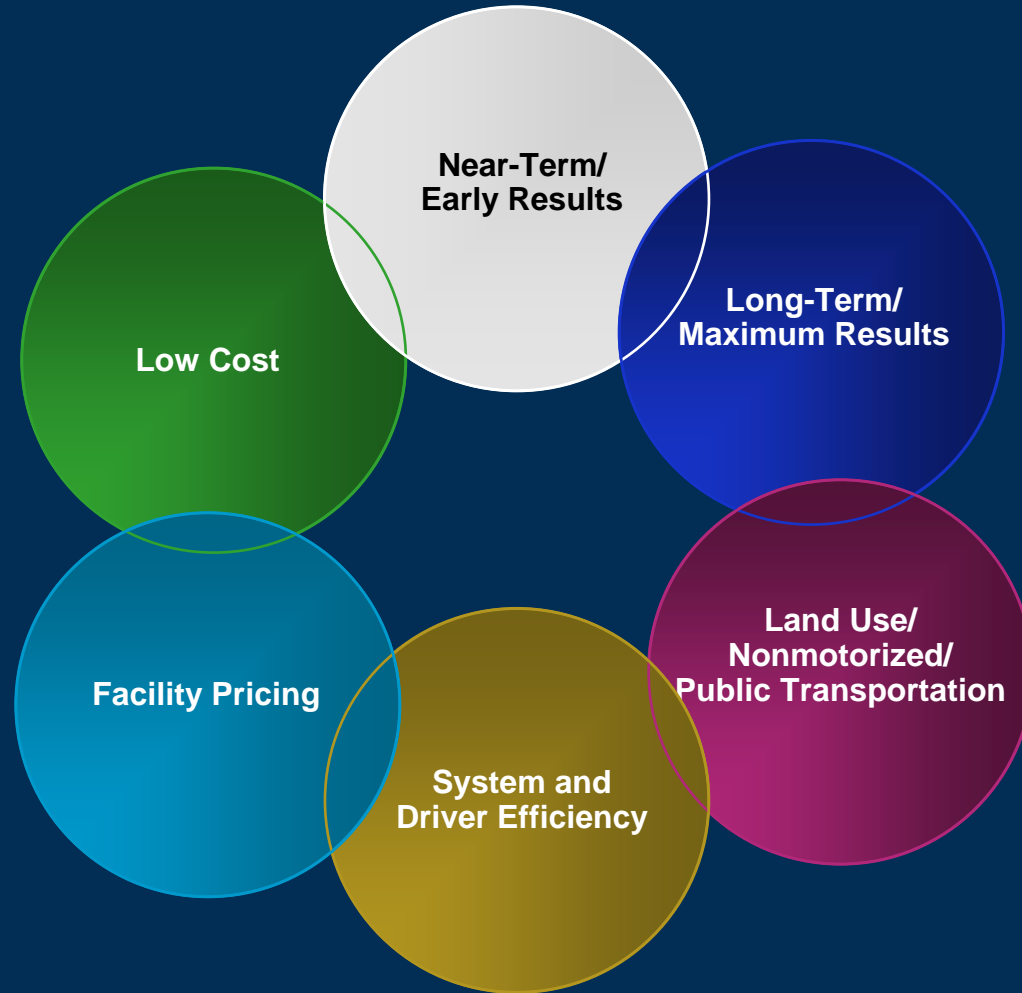 Near-Term/
Early Results
Long-Term/
Maximum Results
Low Cost
Land Use/
Nonmotorized/
Public Transportation
Facility Pricing
System and
Driver Efficiency